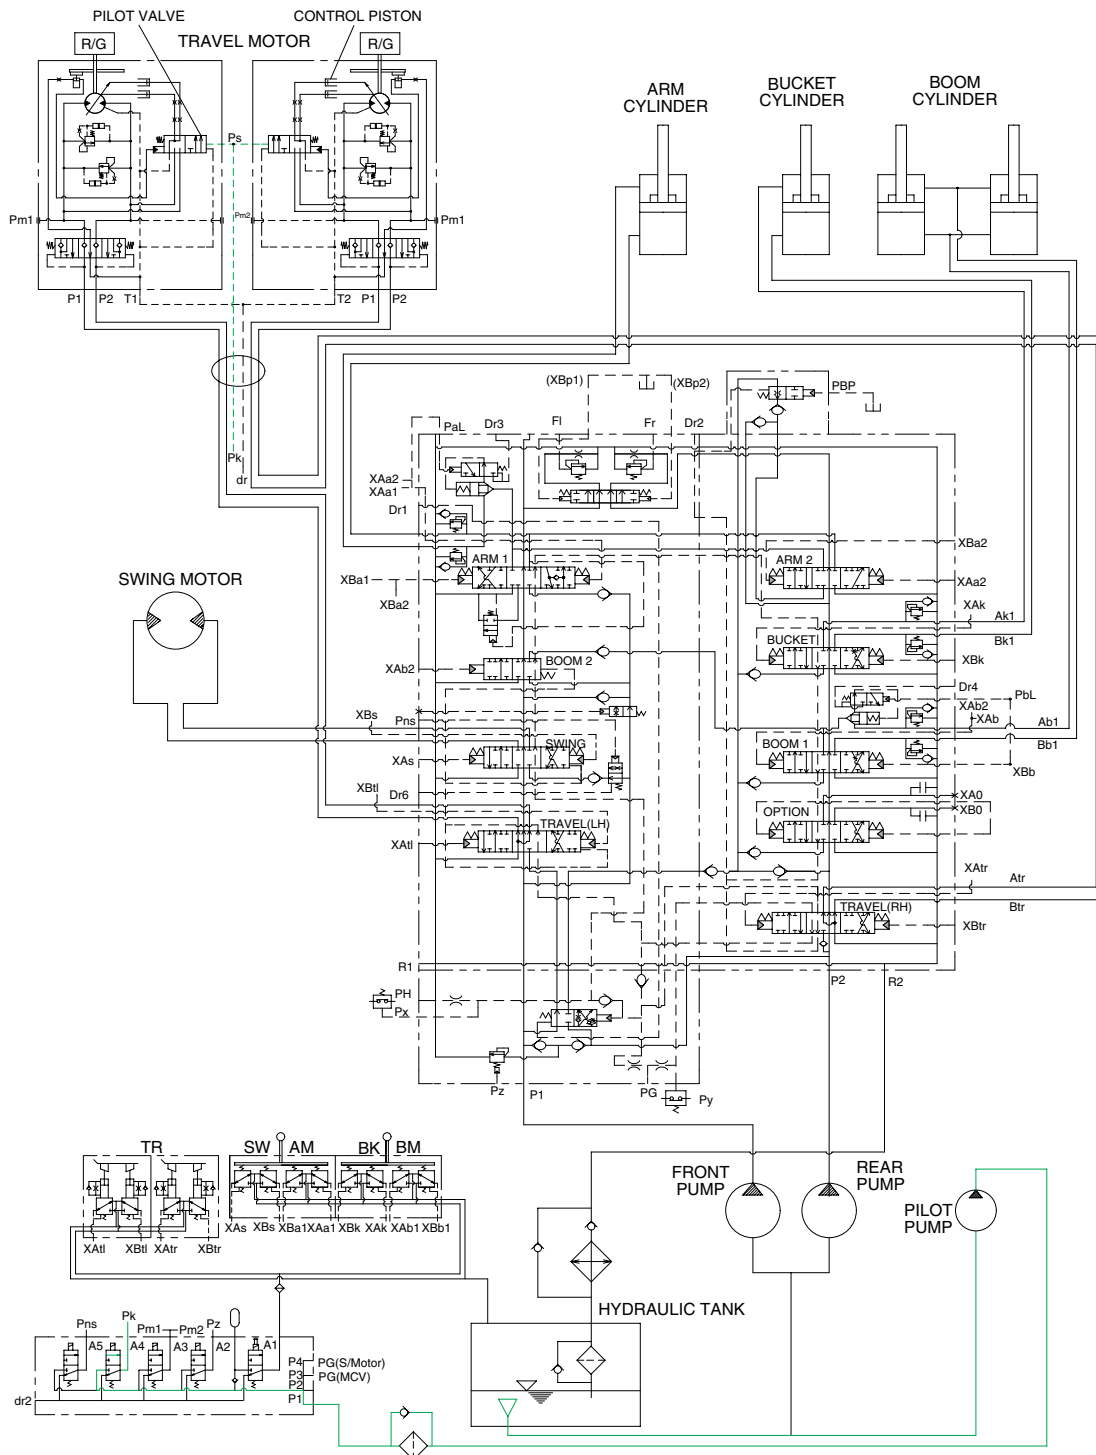 PILOT VALVE
CONTROL PISTON
TRAVEL MOTOR
R/G
R/G
ARM
CYLINDER
BUCKET
CYLINDER
BOOM
CYLINDER
Ps
Pm1
Pm2
Pm1
P1
P2
T1
T2
P1
P2
(XBp1)
(XBp2)
PBP
PaL
Dr3
Fl
Fr
Dr2
Pk
dr
XAa2
XAa1
Dr1
XBa2
ARM 1
ARM 2
SWING MOTOR
XBa1
XBa2
XAa2
XAk
Ak1
BUCKET
Bk1
BOOM 2
XAb2
XBk
Dr4
PbL
XBs
Pns
XAb2
XAb
Ab1
SWING
BOOM 1
Bb1
XAs
XBb
XBtl
Dr6
XA0
XB0
OPTION
TRAVEL(LH)
XAtl
XAtr
Atr
TRAVEL(RH)
Btr
XBtr
R1
P2
R2
PH
Px
Pz
P1
PG
Py
TR
SW
AM
BK
BM
FRONT
PUMP
REAR
PUMP
PILOT
PUMP
XAs
XBs
XBa1
XAa1
XBk
XAk
XAb1
XBb1
XAtl
XBtl
XAtr
XBtr
HYDRAULIC TANK
Pns
Pk
Pm1
Pm2
Pz
A5
A4
A3
A2
A1
P4
PG(S/Motor)
P3
PG(MCV)
P2
P1
dr2